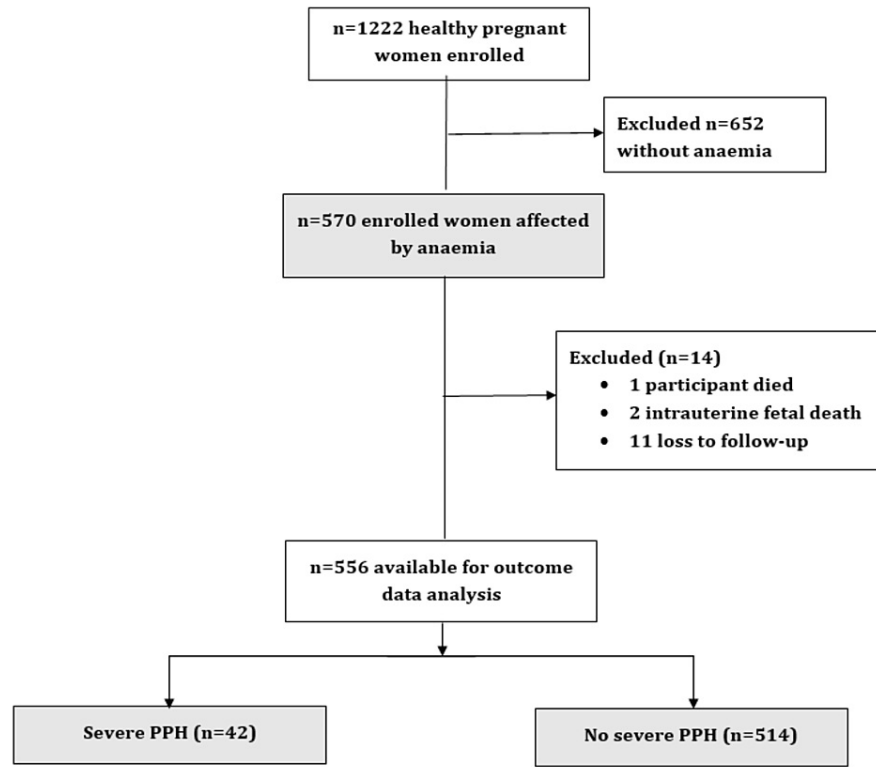 n=1222 healthy pregnant
women enrolled
Excluded n=652
without anaemia
n=570 enrolled women affected
by anaemia
Excluded (n=14)
• 1 participant died
• 2 intrauterine fetal death
• 11 loss to follow-up
n=556 available for outcome
data analysis
Severe PPH (n=42)
No severe PPH (n=514)